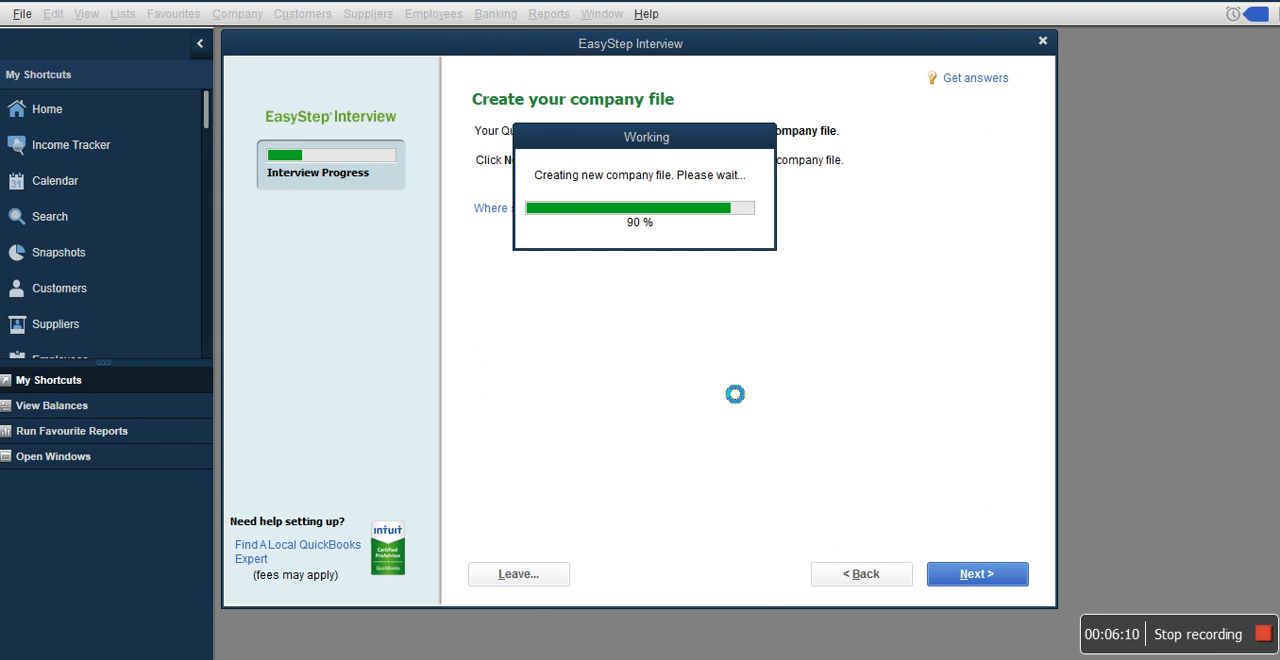 File Edit View Lists Favourites Company Customers Suppliers Employees Banking Reports Window Help
EasyStep Interview
My Shortcuts
Home
Income Tracker
31
Calendar
Search
Snapshots
Customers
Suppliers
Employees
My Shortcuts
View Balances
Run Favourite Reports
Open Windows
EasyStep Interview
Interview Progress
Need help setting up?
Find A Local QuickBooks
Expert
(fees may apply)
intuit
Certified
ProAdvisor
QuickBooks
Get answers
Create your company file
Your company file.
Click company file.
Where
Working
Creating new company file. Please wait...
90 %
Leave...
< Back
Next >
00:06:10
Stop recording